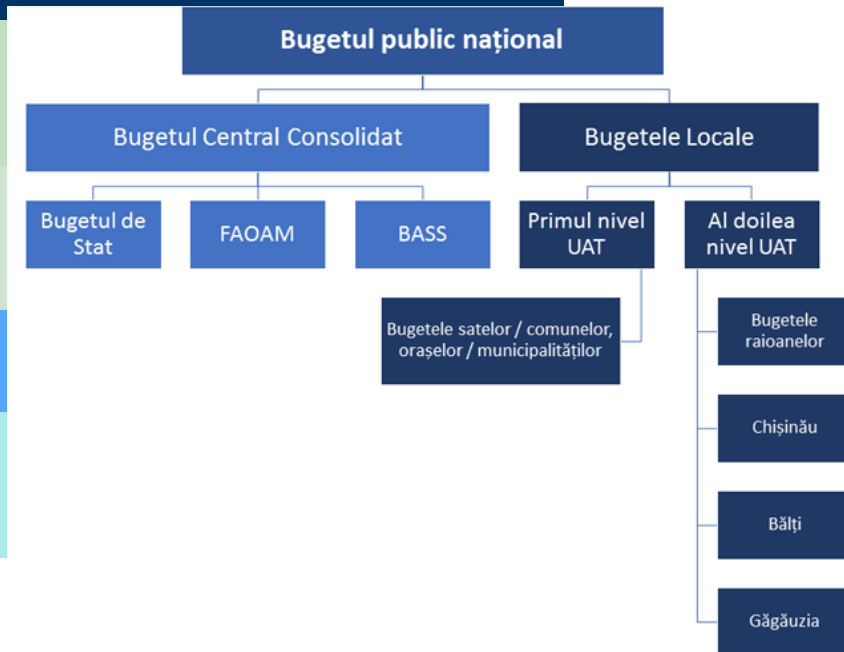 Bugetul public național
Bugetul Central Consolidat
Bugetele Locale
Bugetul de
Stat
FAOAM
BASS
Primul nivel
UAT
Al doilea
nivel UAT
Bugetele satelor / comunelor,
orașelor / municipalităților
Bugetele
raioanelor
Chișinău
Bălți
Găgăuzia